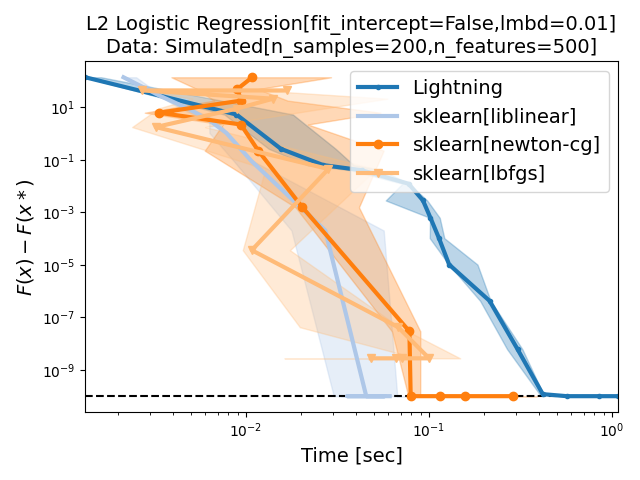 L2 Logistic Regression[fit_intercept=False,lmbd=0.01]
Data: Simulated[n_samples=200,n_features=500]
Lightning
sklearn[liblinear]
sklearn[newton-cg]
sklearn[lbfgs]
F(x) − F(x*)
10¹
10⁻¹
10⁻³
10⁻⁵
10⁻⁷
10⁻⁹
10⁻² 10⁻¹ 10⁰
Time [sec]